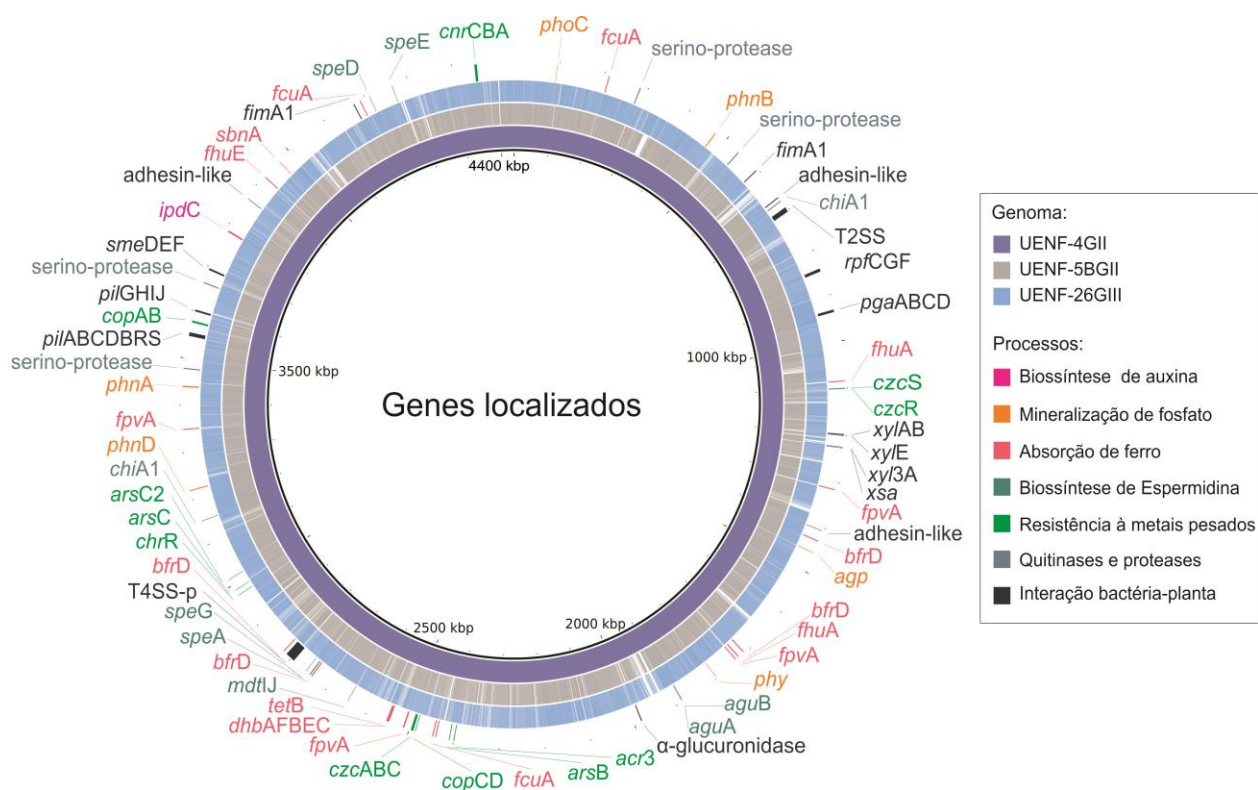 cnrCBA
phoC
fcuA
serino-protease
phnB
serino-protease
fimA1
adhesin-like
chiA1
T2SS
rpfCGF
pgaABCD
fhuA
czcS
czcR
xylAB
xylE
xyl3A
xsa
fpvA
adhesin-like
bfrD
agp
bfrD
fhuA
fpvA
phy
aguB
aguA
α-glucuronidase
acr3
arsB
fcuA
copCD
czcABC
fpvA
dhbAFBEC
tetB
mdtIJ
bfrD
speA
speG
T4SS-p
bfrD
chrR
arsC
arsC2
chiA1
phnD
fpvA
phnA
serino-protease
pilABCDBRS
copAB
pilGHIJ
serino-protease
smeDEF
ipdC
adhesin-like
fhuE
sbnA
fimA1
fcuA
speD
speE
4400 kbp
1000 kbp
2000 kbp
2500 kbp
3500 kbp
Genes localizados
Genoma:
UENF-4GII
UENF-5BGII
UENF-26GIII
Processos:
Biossíntese de auxina
Mineralização de fosfato
Absorção de ferro
Biossíntese de Espermidina
Resistência à metais pesados
Quitinases e proteases
Interação bactéria-planta